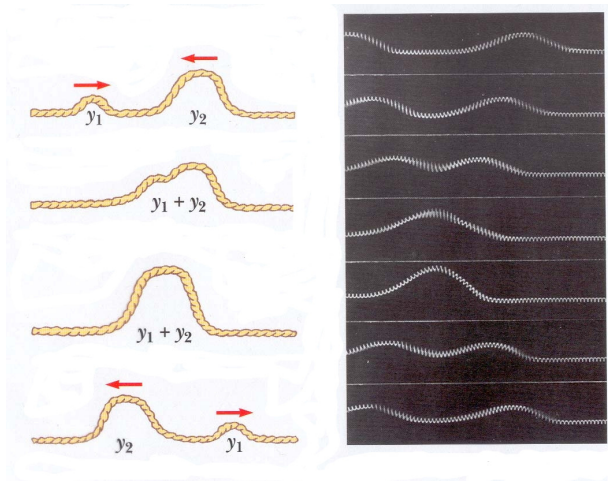 y₁ y₂
y₁ + y₂
y₁ + y₂
y₂ y₁